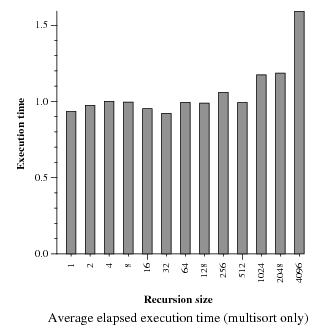 1.5
1.0
0.5
0.0
Execution time
1 2 4 8 16 32 64 128 256 512 1024 2048 4096
Recursion size
Average elapsed execution time (multisort only)